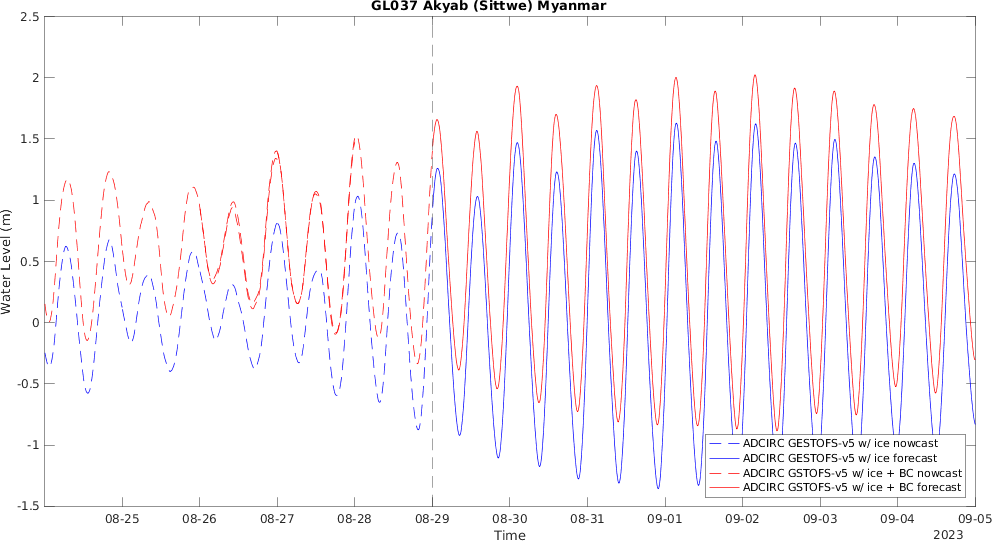 GL037 Akyab (Sittwe) Myanmar
2.5
2
1.5
1
0.5
0
-0.5
-1
-1.5
Water Level (m)
ADCIRC GESTOFS-v5 w/ ice nowcast
ADCIRC GESTOFS-v5 w/ ice forecast
ADCIRC GSTOFS-v5 w/ ice + BC nowcast
ADCIRC GSTOFS-v5 w/ ice + BC forecast
08-25 08-26 08-27 08-28 08-29 08-30 08-31 09-01 09-02 09-03 09-04 09-05
Time
2023